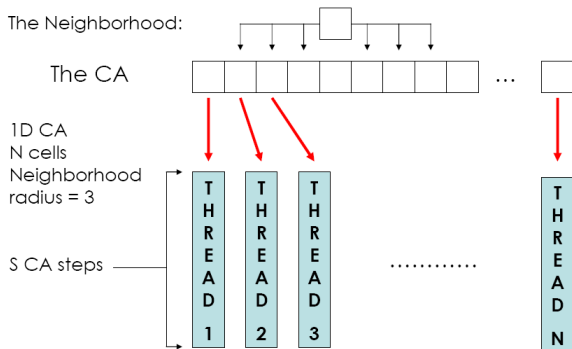 The Neighborhood:
The CA
...
1D CA
N cells
Neighborhood
radius = 3
S CA steps
THREAD 1
THREAD 2
THREAD 3
............
THREAD N